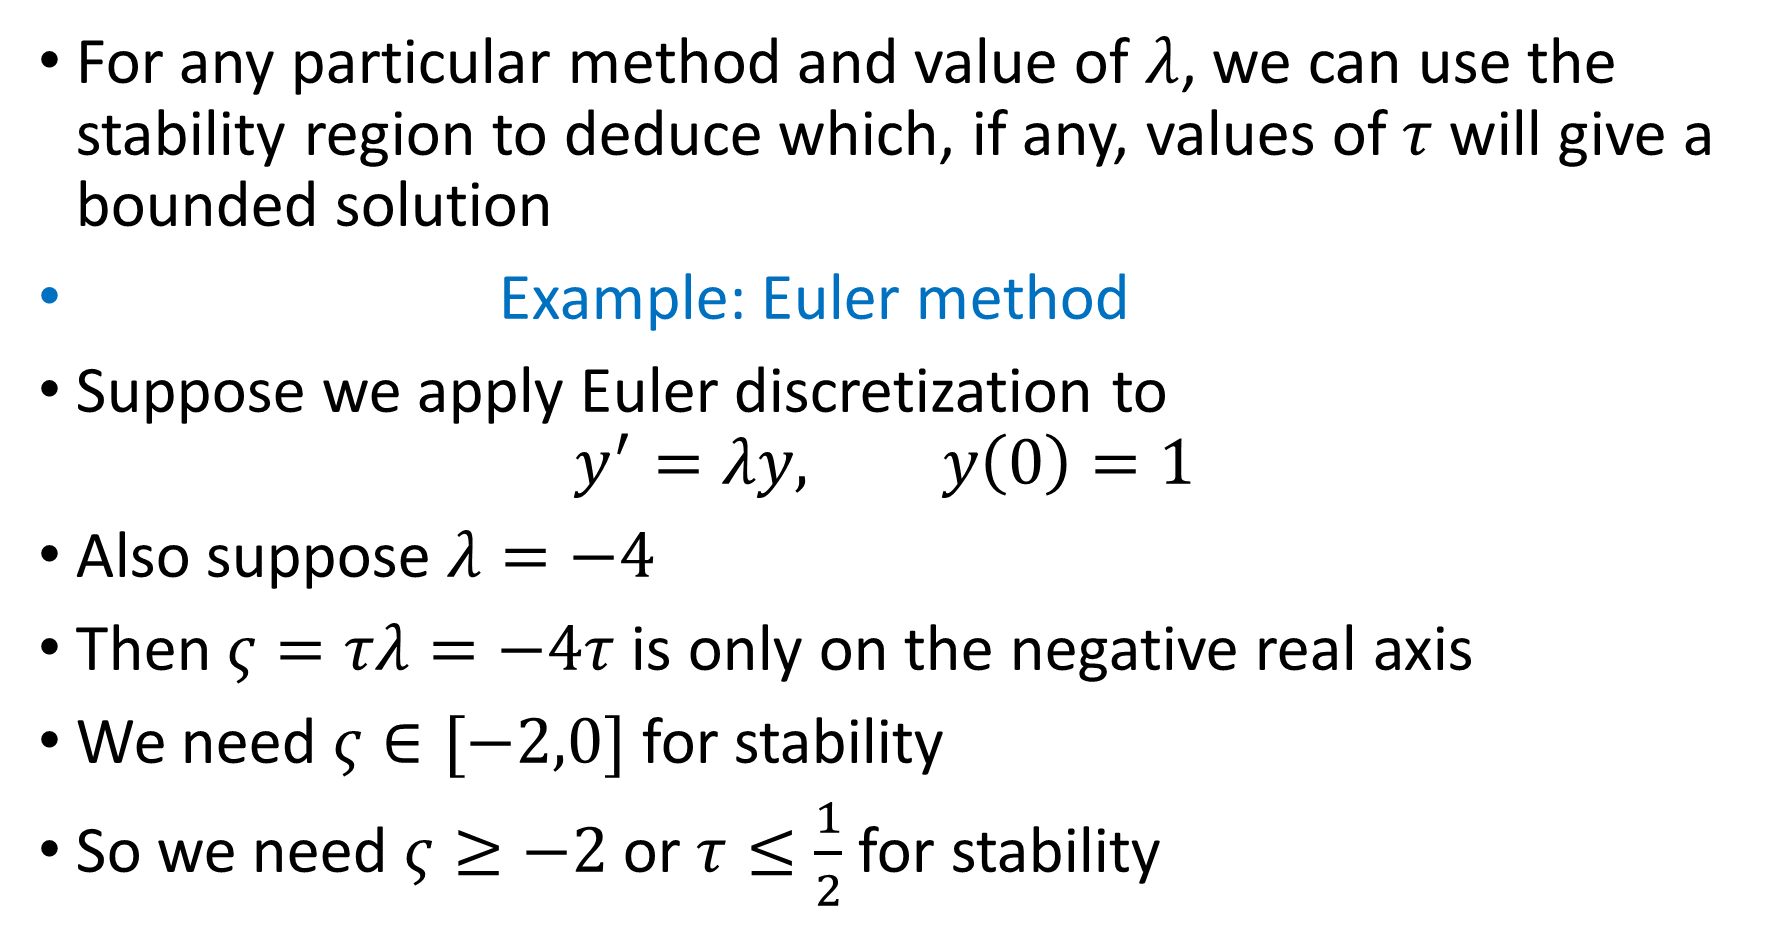 • For any particular method and value of λ, we can use the
stability region to deduce which, if any, values of τ will give a
bounded solution
• Example: Euler method
• Suppose we apply Euler discretization to
y′ = λy, y(0) = 1
• Also suppose λ = −4
• Then ς = τλ = −4τ is only on the negative real axis
• We need ς ∈ [−2,0] for stability
• So we need ς ≥ −2 or τ ≤ 1/2 for stability